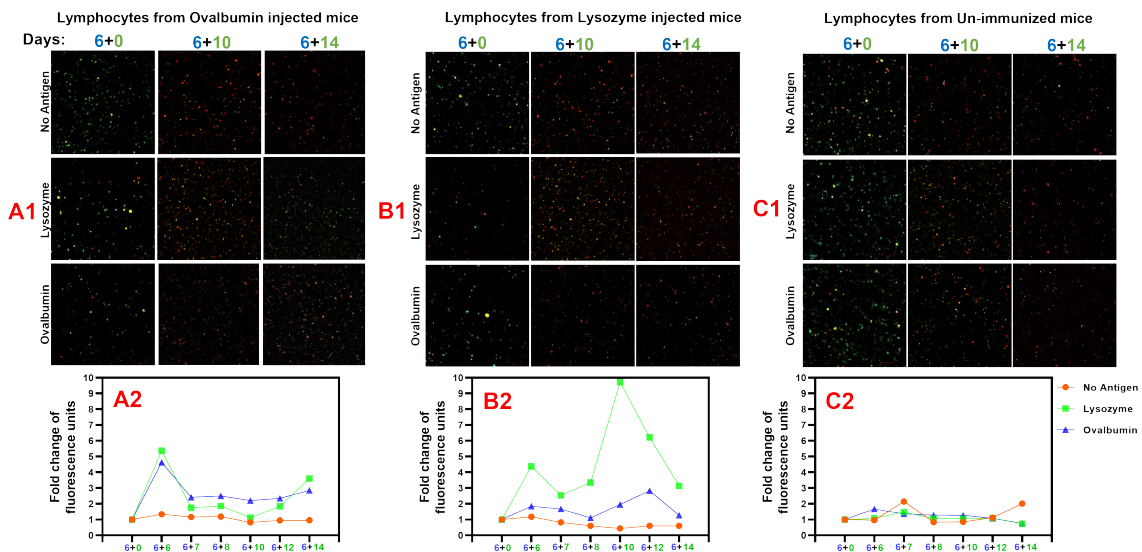 Lymphocytes from Ovalbumin injected mice
Days: 6+0 6+10 6+14
No Antigen
A1
Lysozyme
Ovalbumin
Lymphocytes from Lysozyme injected mice
6+0 6+10 6+14
No Antigen
B1
Lysozyme
Ovalbumin
Lymphocytes from Un-immunized mice
6+0 6+10 6+14
No Antigen
C1
Lysozyme
Ovalbumin
A2
Fold change of
fluorescence units
10
9
8
7
6
5
4
3
2
1
0
6+0 6+6 6+7 6+8 6+10 6+12 6+14
B2
Fold change of
fluorescence units
10
9
8
7
6
5
4
3
2
1
0
6+0 6+6 6+7 6+8 6+10 6+12 6+14
C2
Fold change of
fluorescence units
10
9
8
7
6
5
4
3
2
1
0
6+0 6+6 6+7 6+8 6+10 6+12 6+14
No Antigen
Lysozyme
Ovalbumin